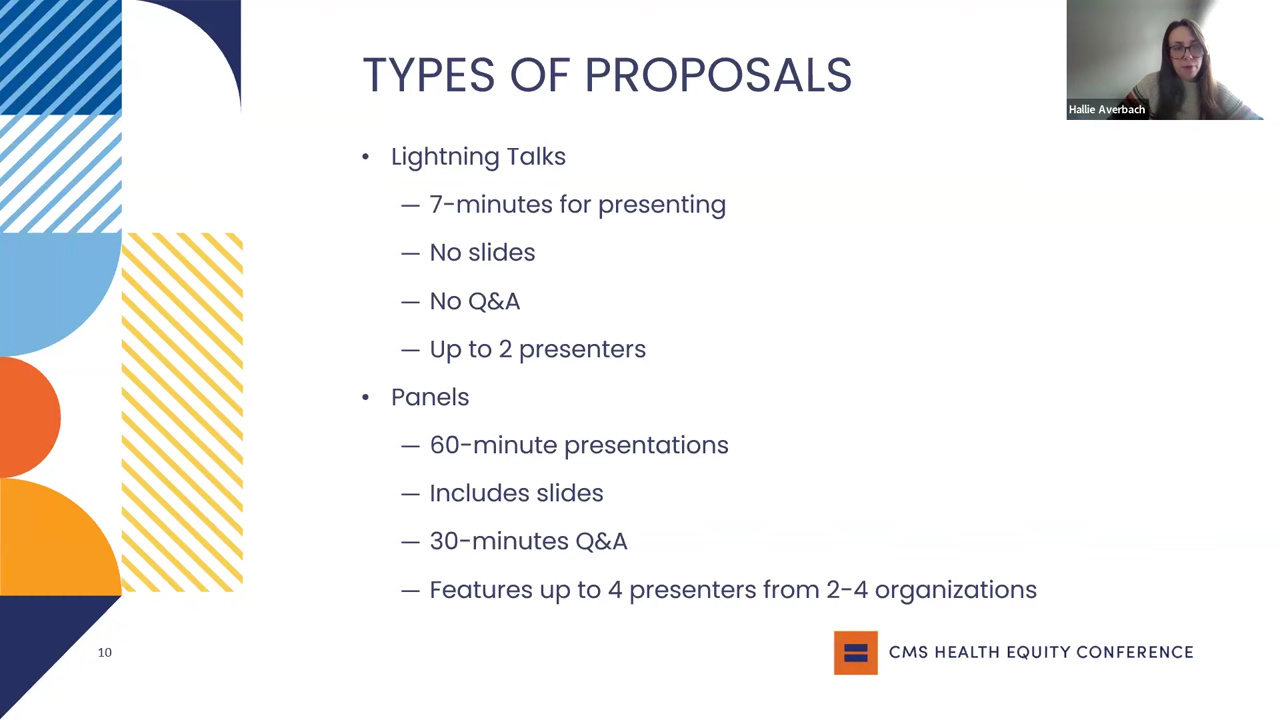 TYPES OF PROPOSALS
Hallie Averbach
• Lightning Talks
— 7-minutes for presenting
— No slides
— No Q&A
— Up to 2 presenters
• Panels
— 60-minute presentations
— Includes slides
— 30-minutes Q&A
— Features up to 4 presenters from 2-4 organizations
10
CMS HEALTH EQUITY CONFERENCE